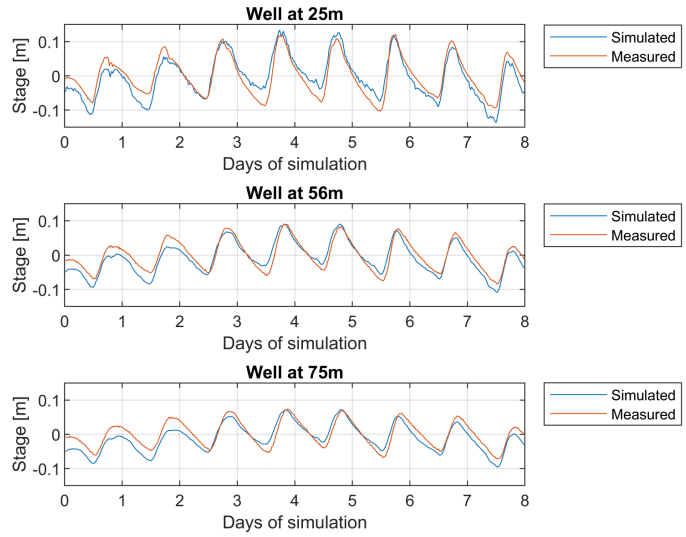 Well at 25m
0.1
0
-0.1
Stage [m]
0 1 2 3 4 5 6 7 8
Days of simulation
Simulated
Measured
Well at 56m
0.1
0
-0.1
Stage [m]
0 1 2 3 4 5 6 7 8
Days of simulation
Simulated
Measured
Well at 75m
0.1
0
-0.1
Stage [m]
0 1 2 3 4 5 6 7 8
Days of simulation
Simulated
Measured